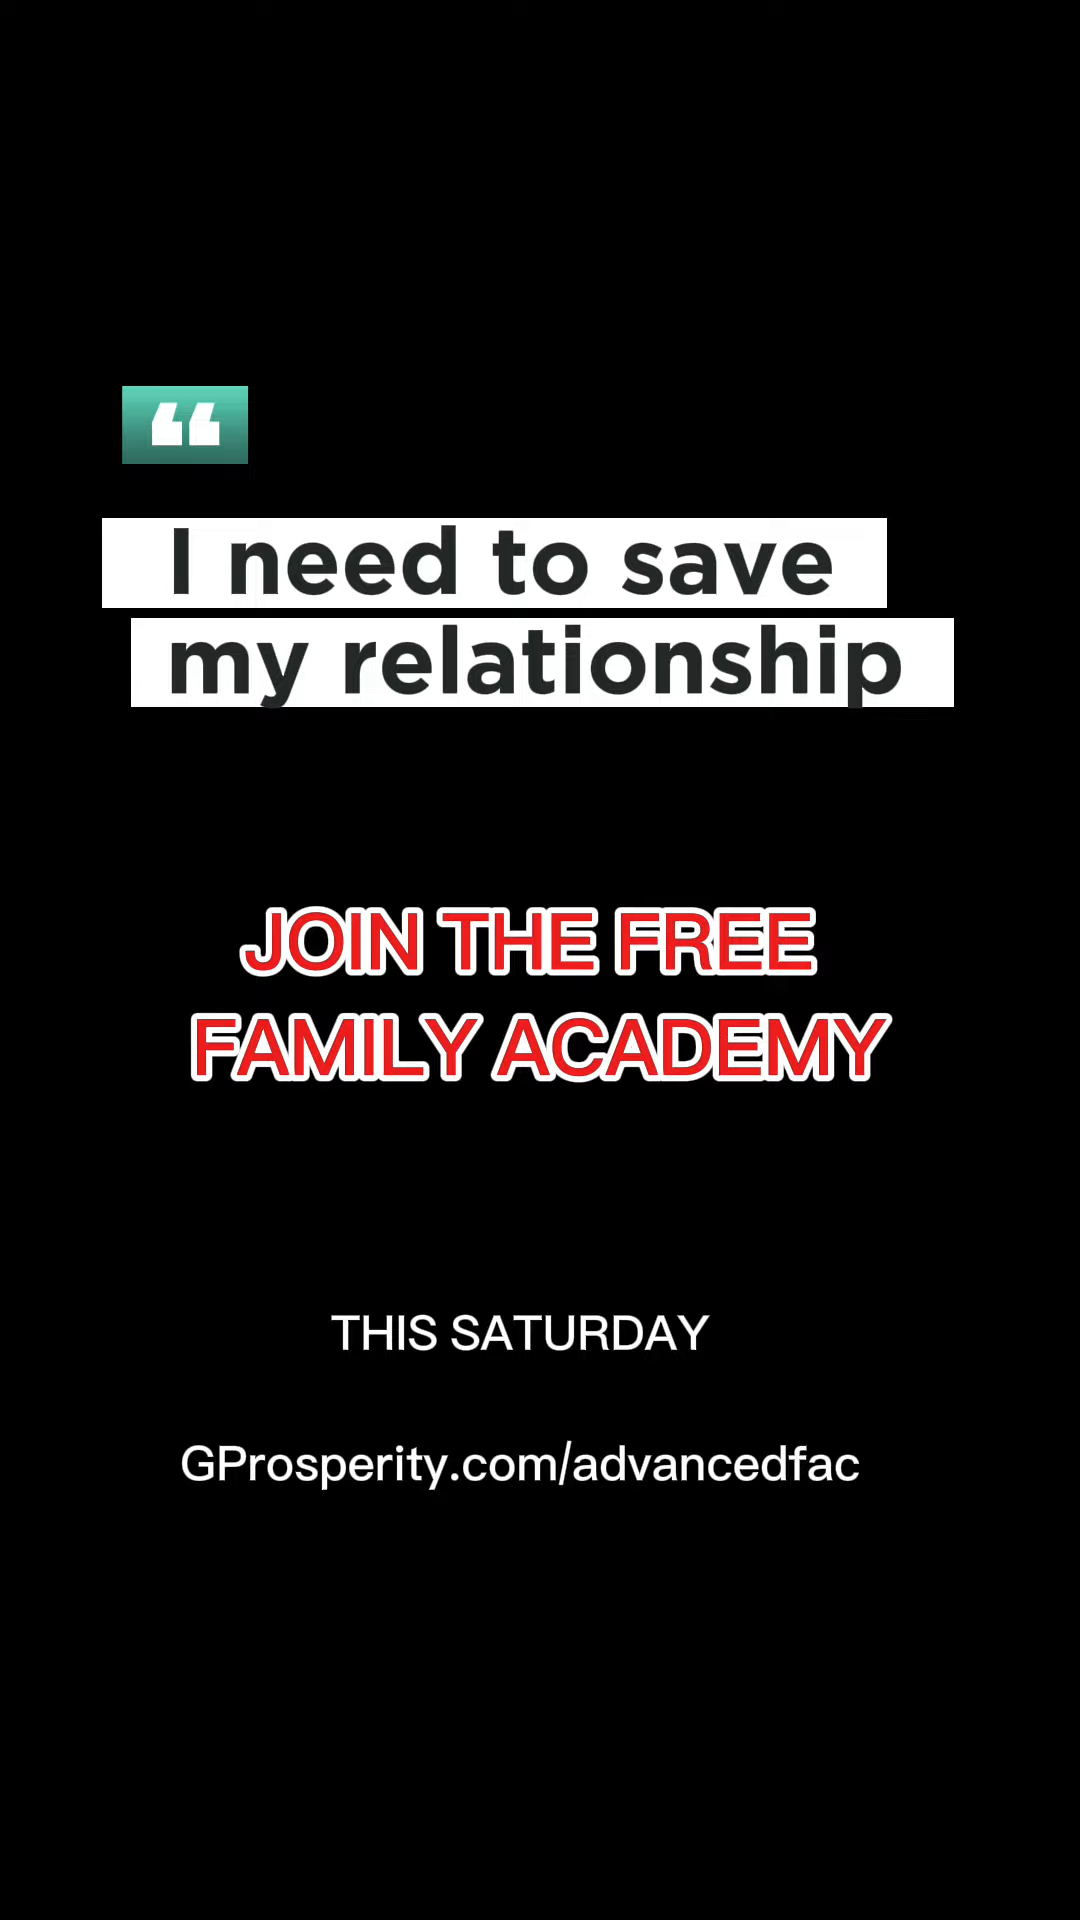 ❝
I need to save
my relationship
JOIN THE FREE
FAMILY ACADEMY
THIS SATURDAY
GProsperity.com/advancedfac